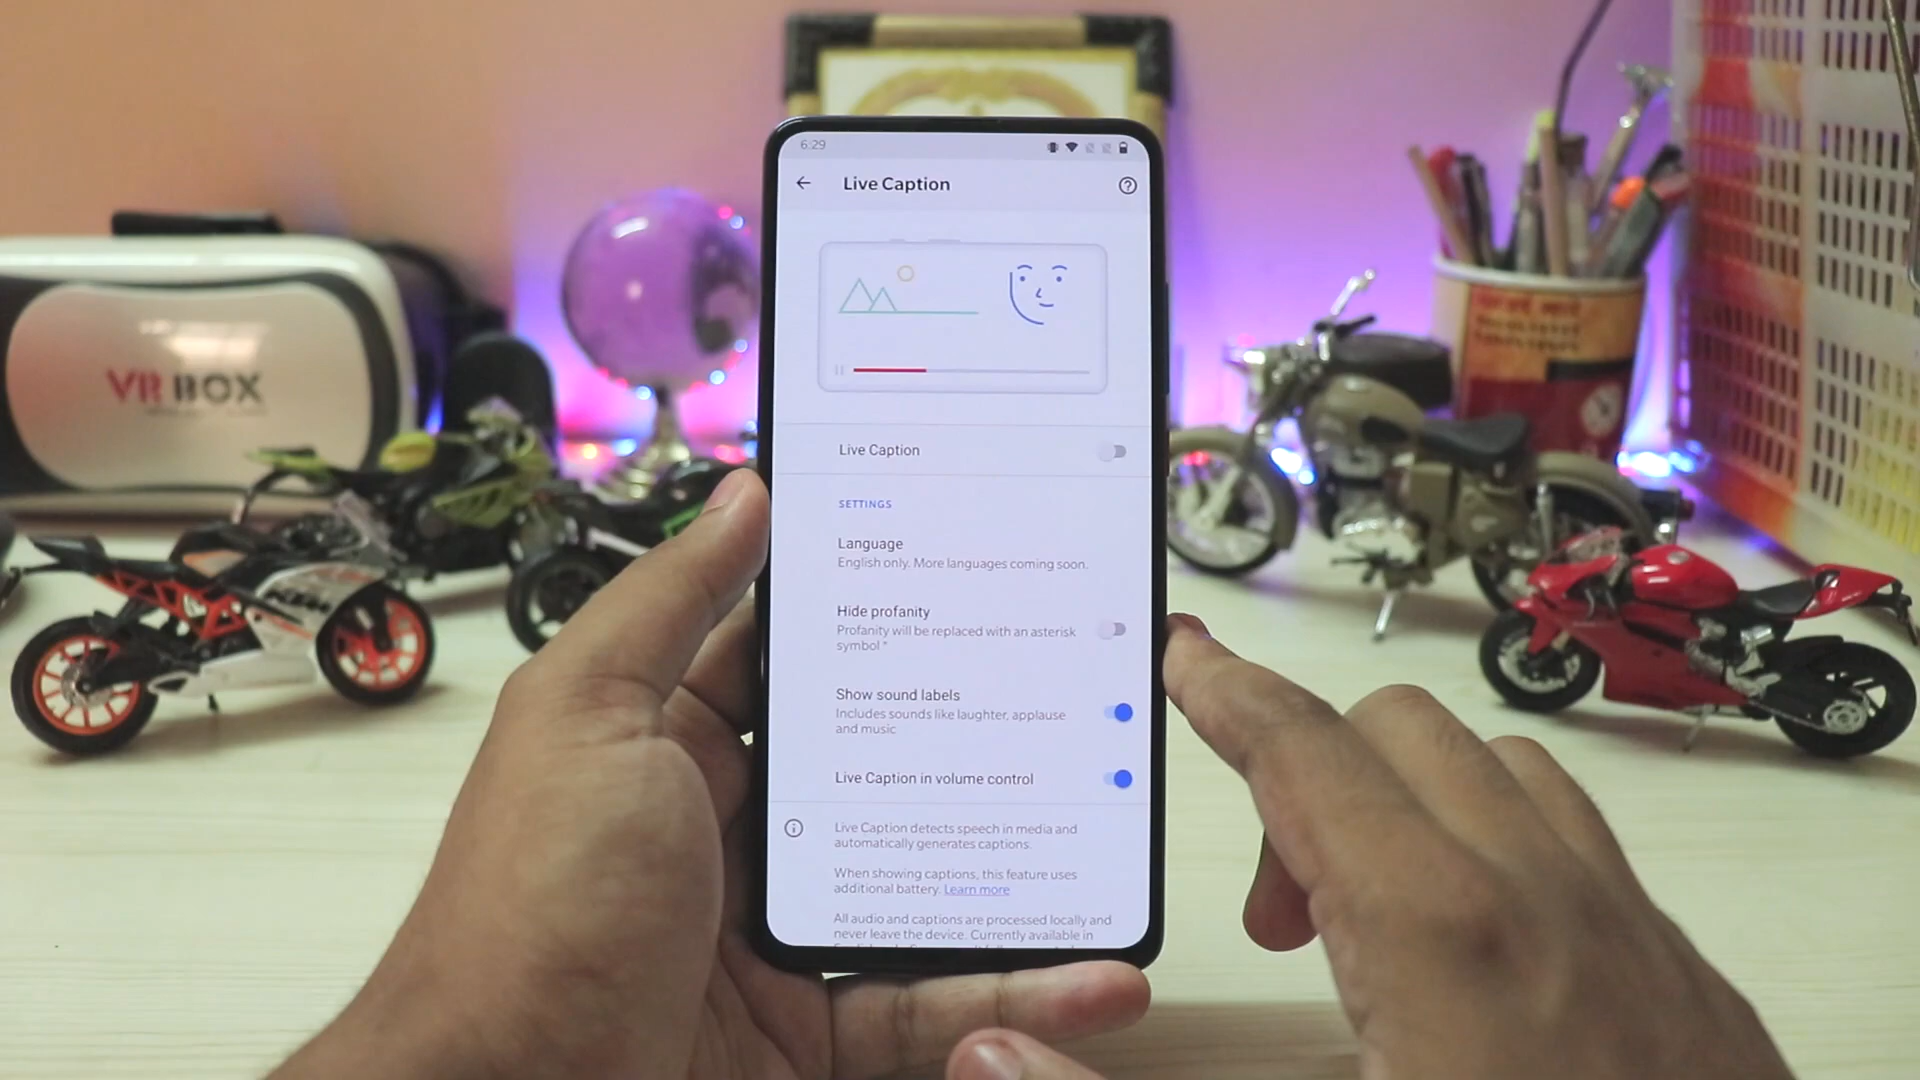 6:29
Live Caption
Live Caption
SETTINGS
Language
English only. More languages coming soon.
Hide profanity
Profanity will be replaced with an asterisk
symbol *
Show sound labels
Includes sounds like laughter, applause
and music
Live Caption in volume control
Live Caption detects speech in media and
automatically generates captions.
When showing captions, this feature uses
additional battery. Learn more
All audio and captions are processed locally and
never leave the device. Currently available in
VR BOX
KTM